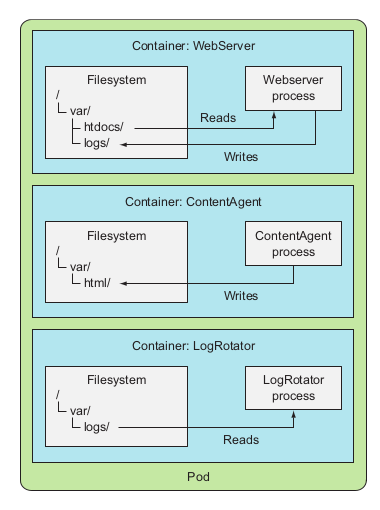 Container: WebServer
Filesystem
/
var/
htdocs/
logs/
Webserver
process
Reads
Writes
Container: ContentAgent
Filesystem
/
var/
html/
ContentAgent
process
Writes
Container: LogRotator
Filesystem
/
var/
logs/
LogRotator
process
Reads
Pod